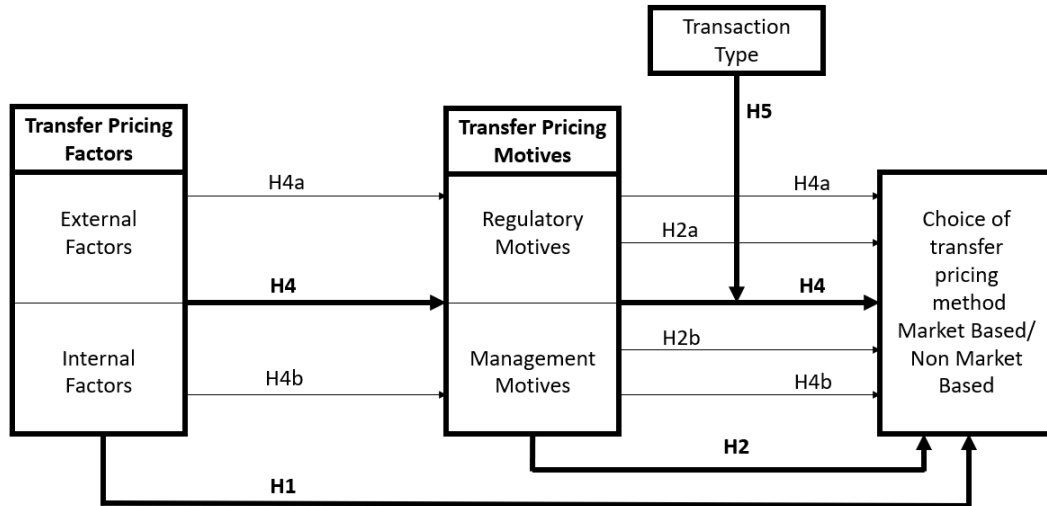 Transaction
Type
H5
Transfer Pricing
Factors
External
Factors
Internal
Factors
H4a
H4
H4b
Transfer Pricing
Motives
Regulatory
Motives
Management
Motives
H4a
H2a
H4
H2b
H4b
Choice of
transfer
pricing
method
Market Based/
Non Market
Based
H2
H1